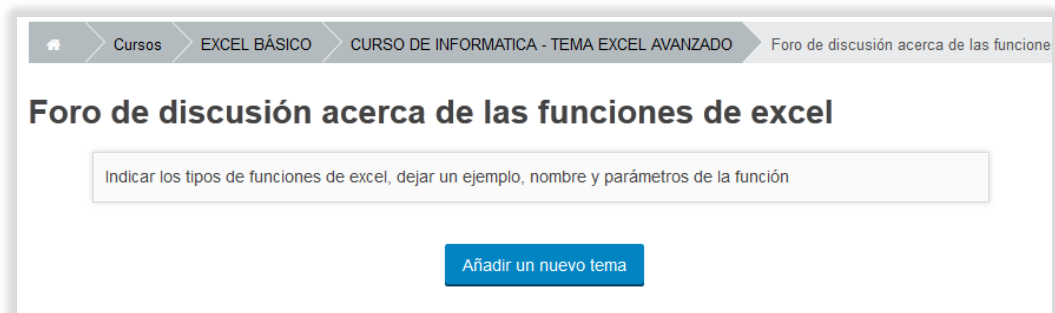 Cursos EXCEL BÁSICO CURSO DE INFORMATICA - TEMA EXCEL AVANZADO Foro de discusión acerca de las funcione
Foro de discusión acerca de las funciones de excel
Indicar los tipos de funciones de excel, dejar un ejemplo, nombre y parámetros de la función
Añadir un nuevo tema